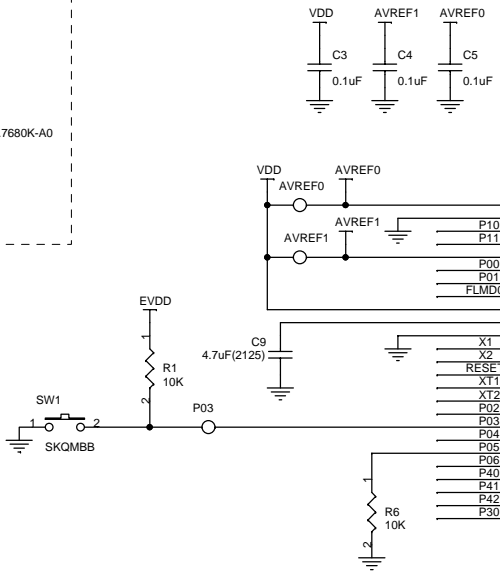 VDD AVREF1 AVREF0
C3 C4 C5
0.1uF 0.1uF 0.1uF
7680K-A0
VDD AVREF0
AVREF0
AVREF1
AVREF1
P10
P11
P00
P01
FLMD0
EVDD
1
R1
10K
2
C9
4.7uF(2125)
X1
X2
RESET
XT1
XT2
P02
P03
P04
P05
P06
P40
P41
P42
P30
SW1
1 2
SKQMBB
P03
1
R6
10K
2